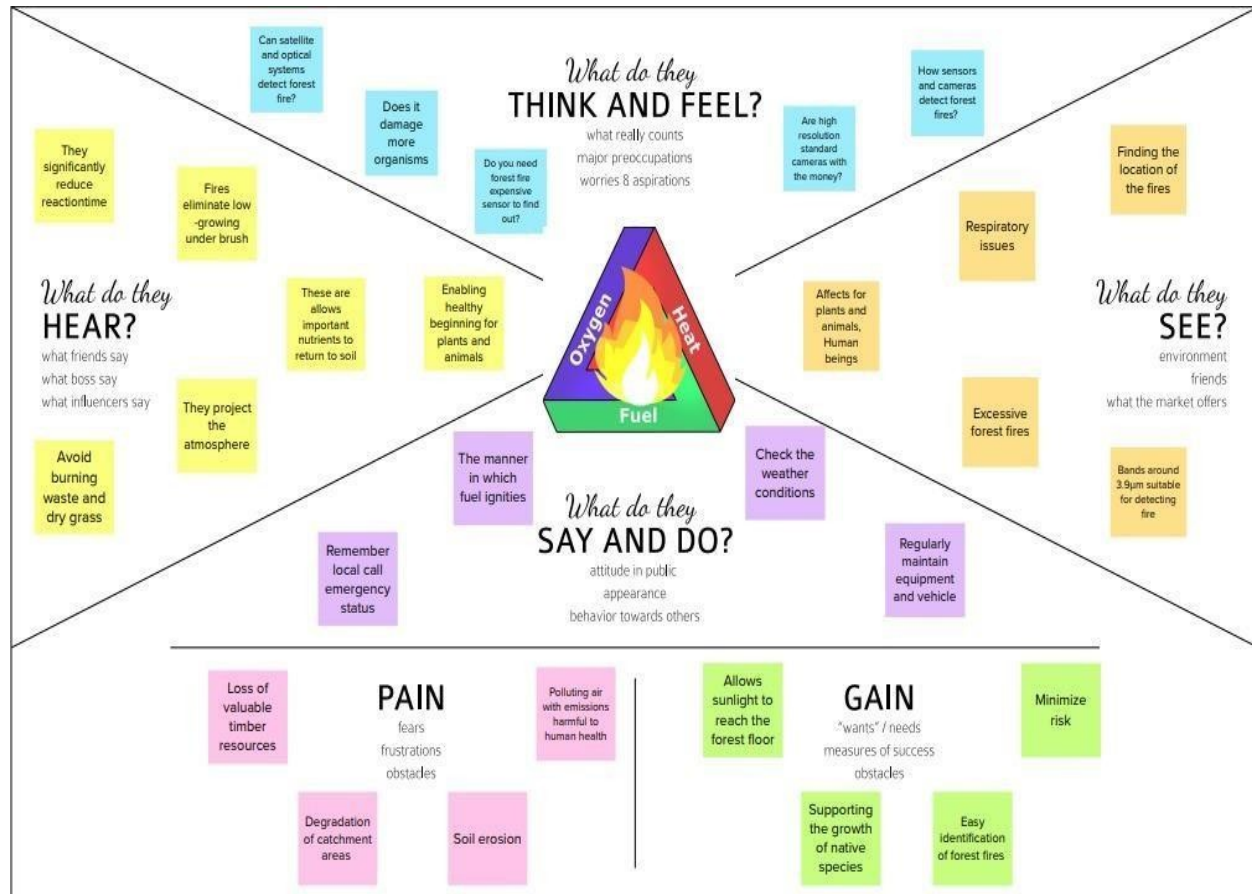 Can satellite
and optical
systems
detect forest
fire?
Does it
damage
more
organisms
Do you need
forest fire
expensive
sensor to find
out?
What do they
THINK AND FEEL?
what really counts
major preoccupations
worries & aspirations
Are high
resolution
standard
cameras with
the money?
How sensors
and cameras
detect forest
fires?
They
significantly
reduce
reactiontime
Fires
eliminate low
-growing
under brush
These are
allows
important
nutrients to
return to soil
Enabling
healthy
beginning for
plants and
animals
What do they
HEAR?
what friends say
what boss say
what influencers say
They project
the
atmosphere
Avoid
burning
waste and
dry grass
Oxygen
Heat
Fuel
Finding the
location of
the fires
Respiratory
issues
Affects for
plants and
animals,
Human
beings
What do they
SEE?
environment
friends
what the market offers
Excessive
forest fires
Bands around
3.9µm suitable
for detecting
fire
The manner
in which
fuel ignities
Check the
weather
conditions
What do they
SAY AND DO?
attitude in public
appearance
behavior towards others
Remember
local call
emergency
status
Regularly
maintain
equipment
and vehicle
Loss of
valuable
timber
resources
PAIN
fears
frustrations
obstacles
Polluting air
with emissions
harmful to
human health
Degradation
of catchment
areas
Soil erosion
Allows
sunlight to
reach the
forest floor
GAIN
"wants" / needs
measures of success
obstacles
Minimize
risk
Supporting
the growth
of native
species
Easy
identification
of forest fires